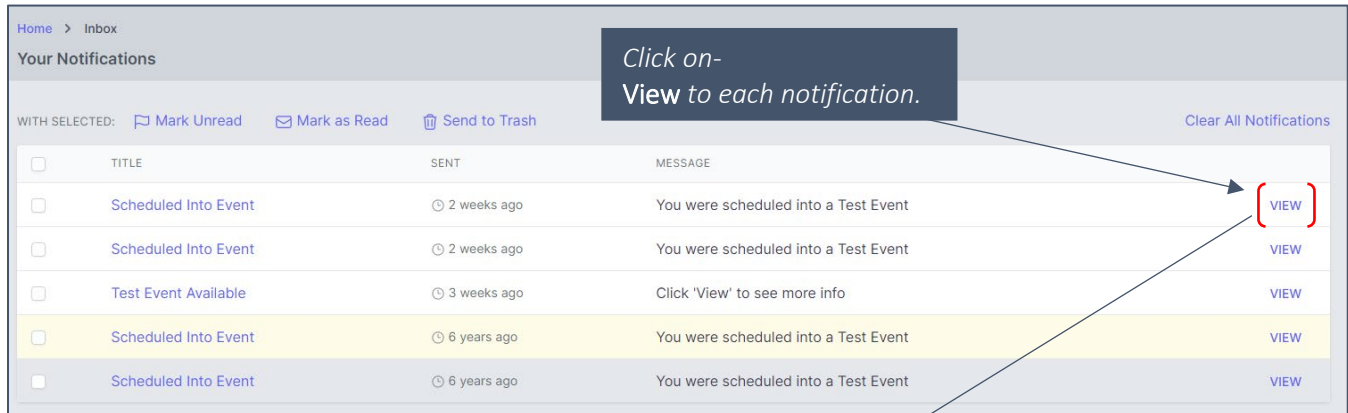 Home > Inbox
Your Notifications
Click on-
View to each notification.
WITH SELECTED: Mark Unread Mark as Read Send to Trash Clear All Notifications
TITLE SENT MESSAGE
Scheduled Into Event 2 weeks ago You were scheduled into a Test Event VIEW
Scheduled Into Event 2 weeks ago You were scheduled into a Test Event VIEW
Test Event Available 3 weeks ago Click 'View' to see more info VIEW
Scheduled Into Event 6 years ago You were scheduled into a Test Event VIEW
Scheduled Into Event 6 years ago You were scheduled into a Test Event VIEW